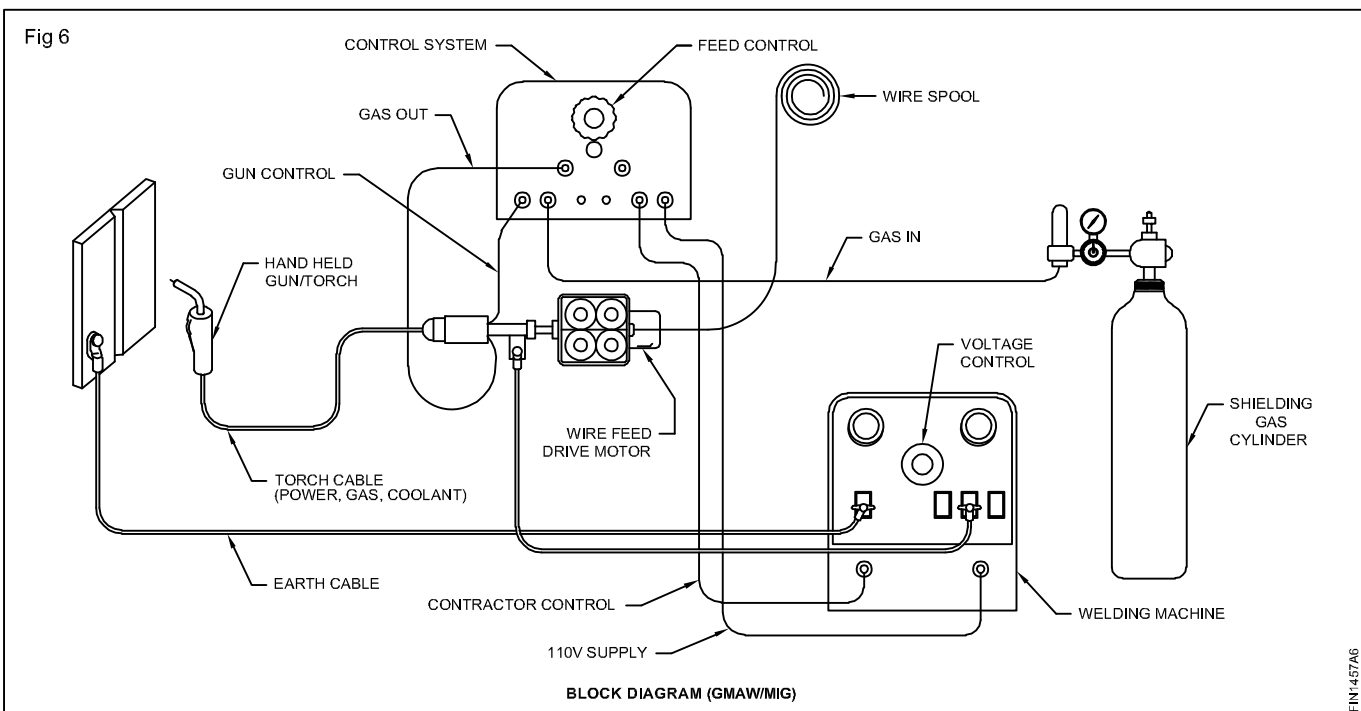 Fig 6
CONTROL SYSTEM
FEED CONTROL
WIRE SPOOL
GAS OUT
GUN CONTROL
GAS IN
HAND HELD
GUN/TORCH
VOLTAGE
CONTROL
SHIELDING
GAS
CYLINDER
WIRE FEED
DRIVE MOTOR
TORCH CABLE
(POWER, GAS, COOLANT)
EARTH CABLE
CONTRACTOR CONTROL
WELDING MACHINE
110V SUPPLY
BLOCK DIAGRAM (GMAW/MIG)
FIN1457A6